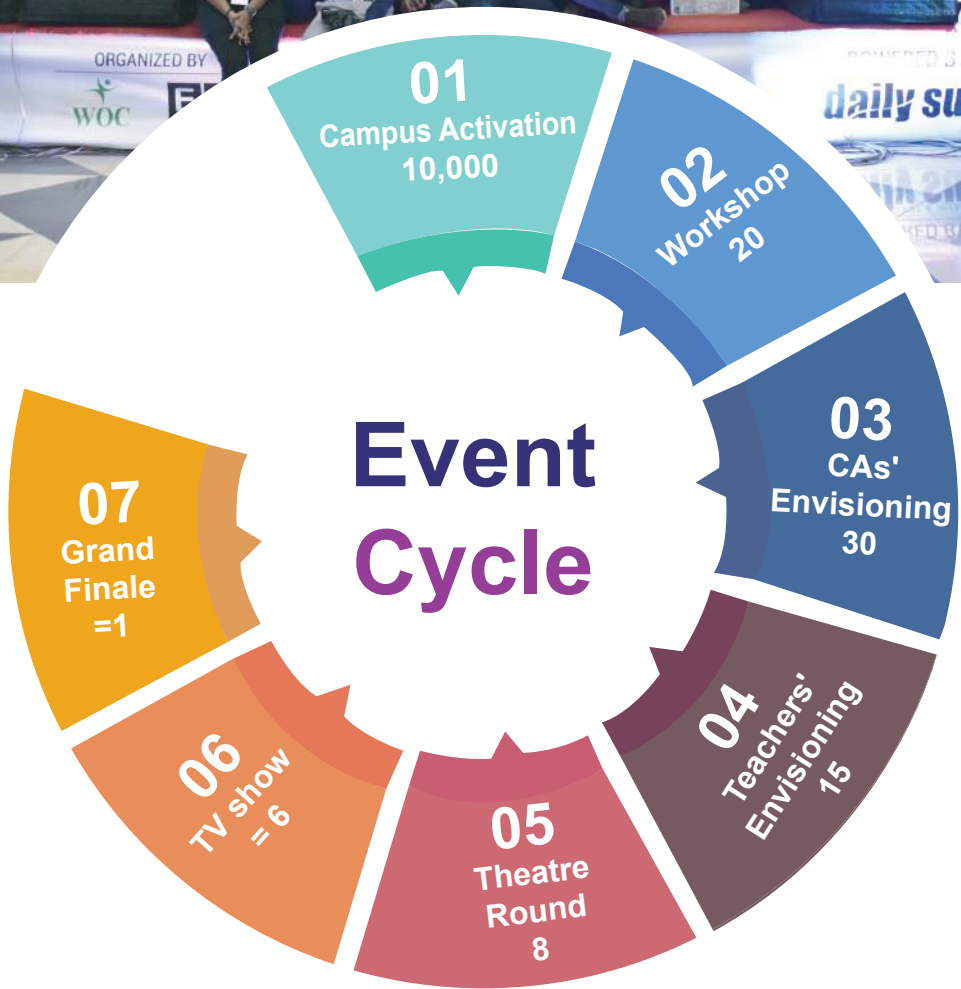 ORGANIZED BY
WOC
daily su
01
Campus Activation
10,000
02
Workshop
20
03
CAs'
Envisioning
30
04
Teachers'
Envisioning
15
05
Theatre
Round
8
06
TV show
= 6
07
Grand
Finale
=1
Event
Cycle